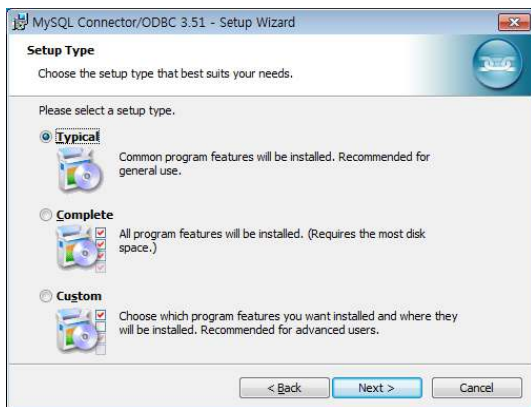 MySQL Connector/ODBC 3.51 - Setup Wizard
Setup Type
Choose the setup type that best suits your needs.
Please select a setup type.
Typical
Common program features will be installed. Recommended for
general use.
Complete
All program features will be installed. (Requires the most disk
space.)
Custom
Choose which program features you want installed and where they
will be installed. Recommended for advanced users.
< Back
Next >
Cancel